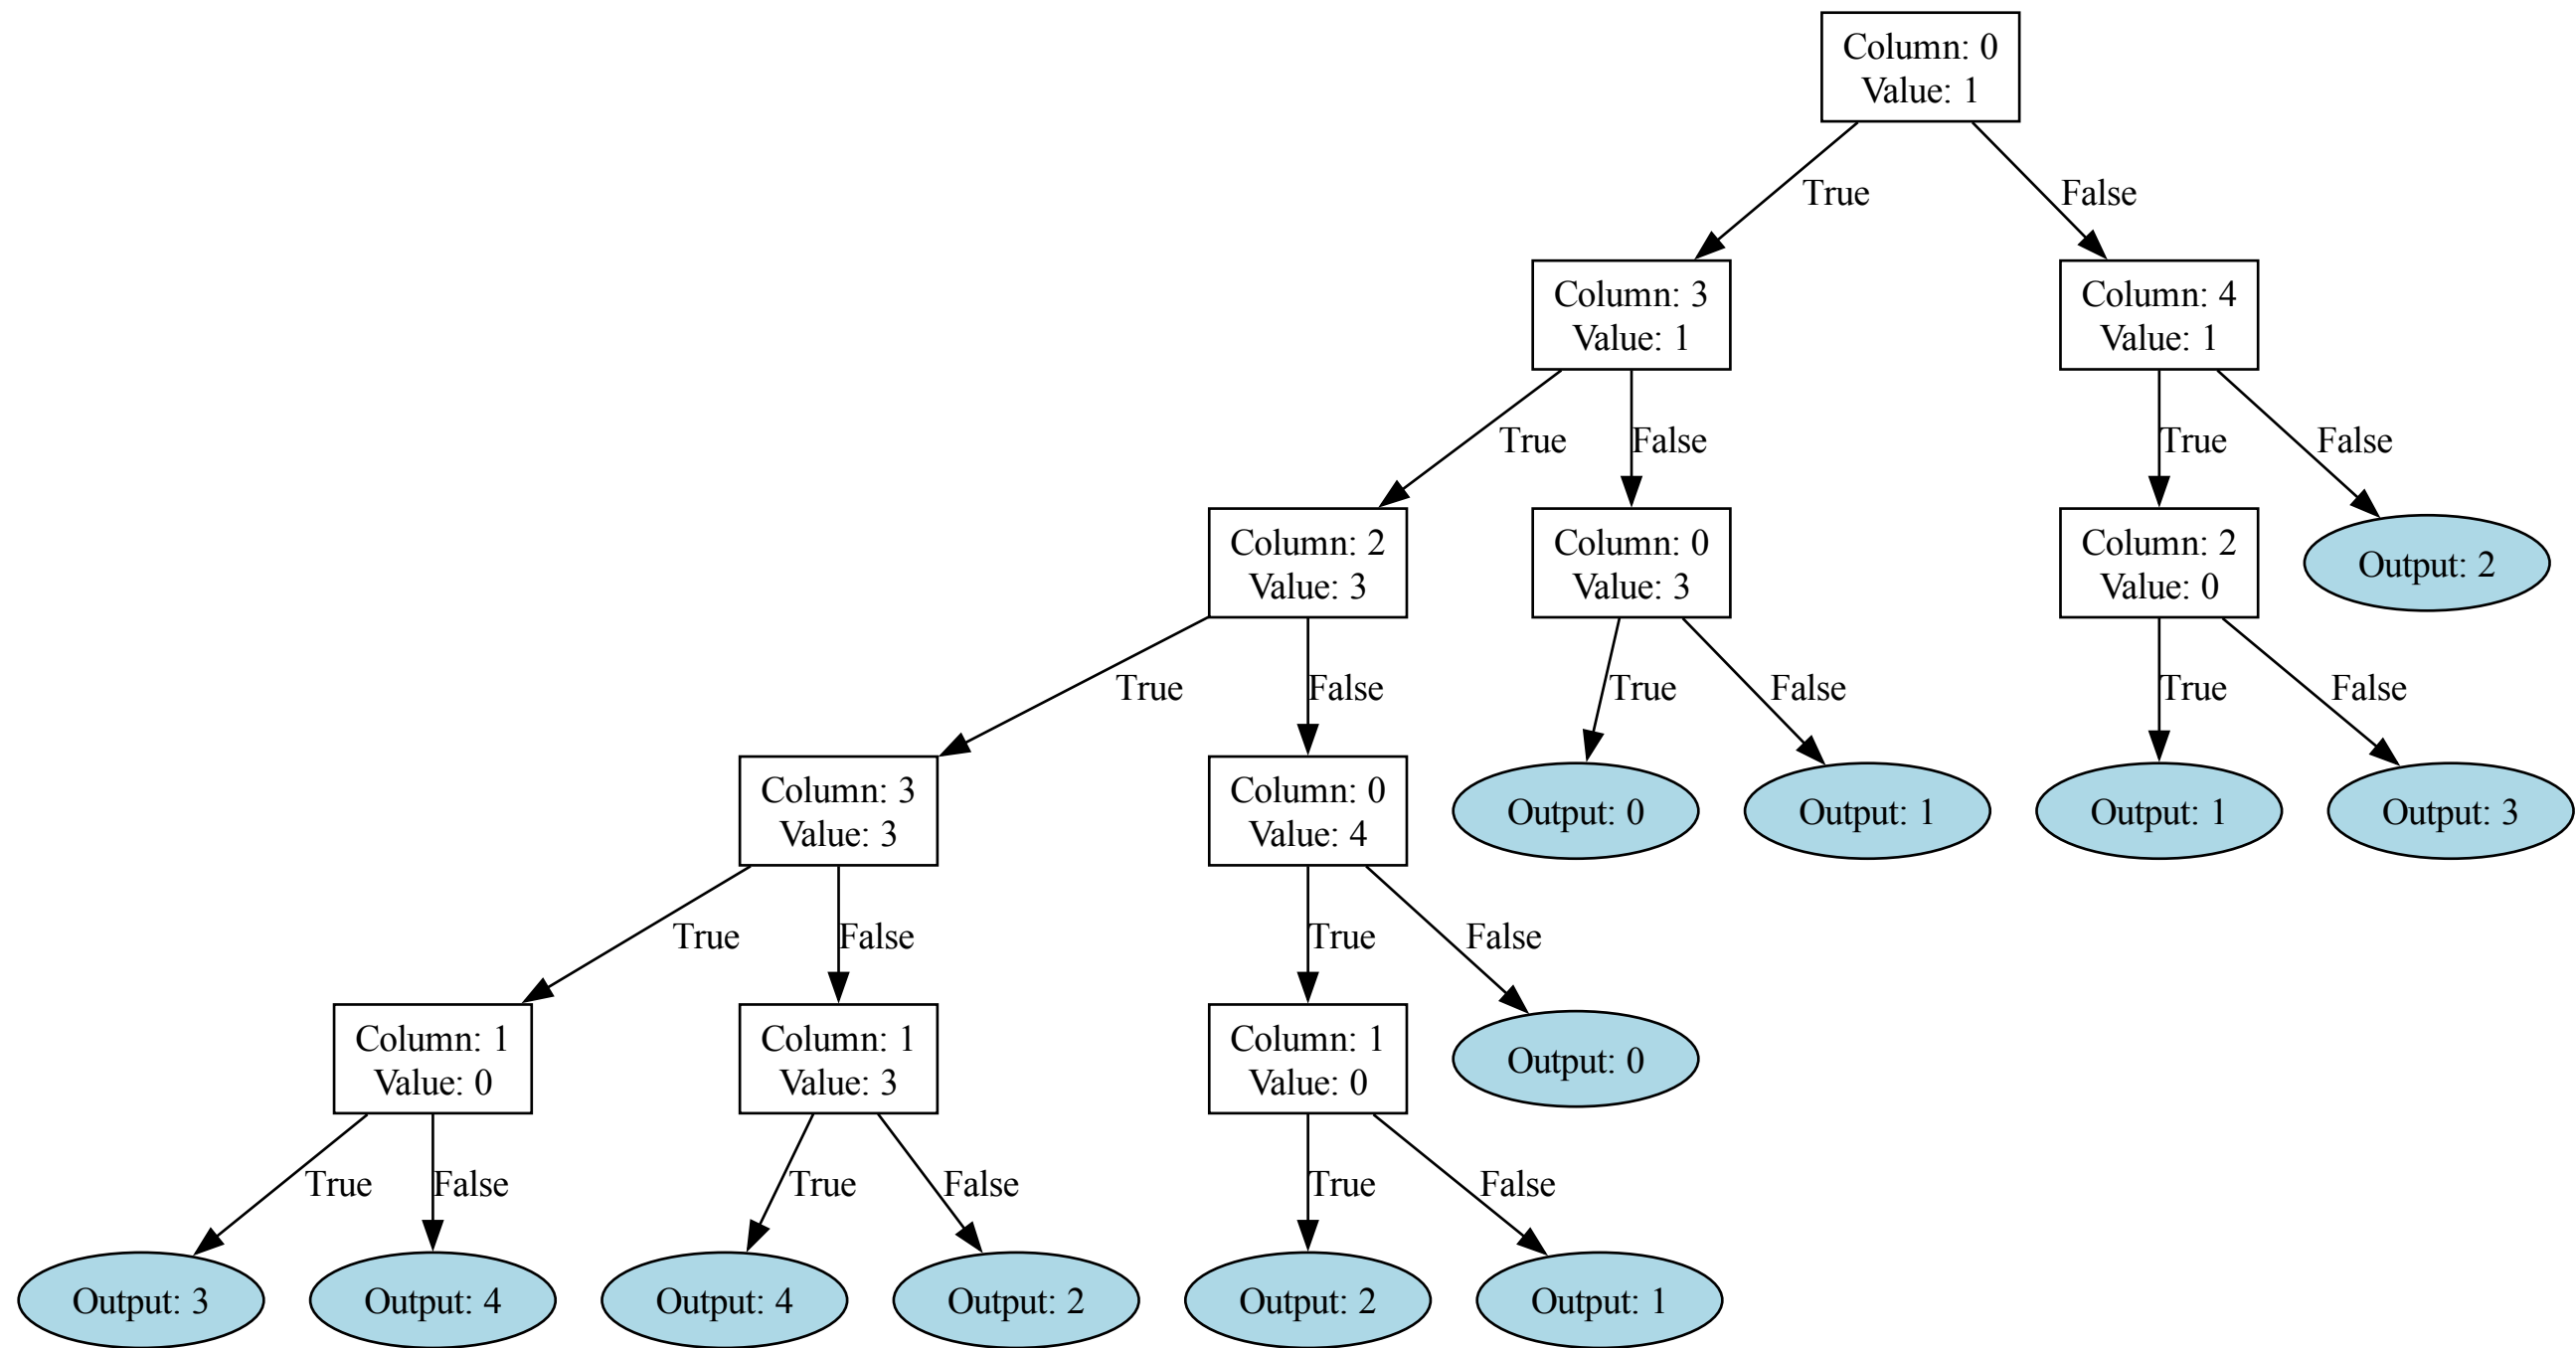 Column: 0
Value: 1
True
False
Column: 3
Value: 1
Column: 4
Value: 1
True
False
True
False
Column: 2
Value: 3
Column: 0
Value: 3
Column: 2
Value: 0
Output: 2
True
False
True
False
True
False
Column: 3
Value: 3
Column: 0
Value: 4
Output: 0
Output: 1
Output: 1
Output: 3
True
False
True
False
Column: 1
Value: 0
Column: 1
Value: 3
Column: 1
Value: 0
Output: 0
True
False
True
False
True
False
Output: 3
Output: 4
Output: 4
Output: 2
Output: 2
Output: 1